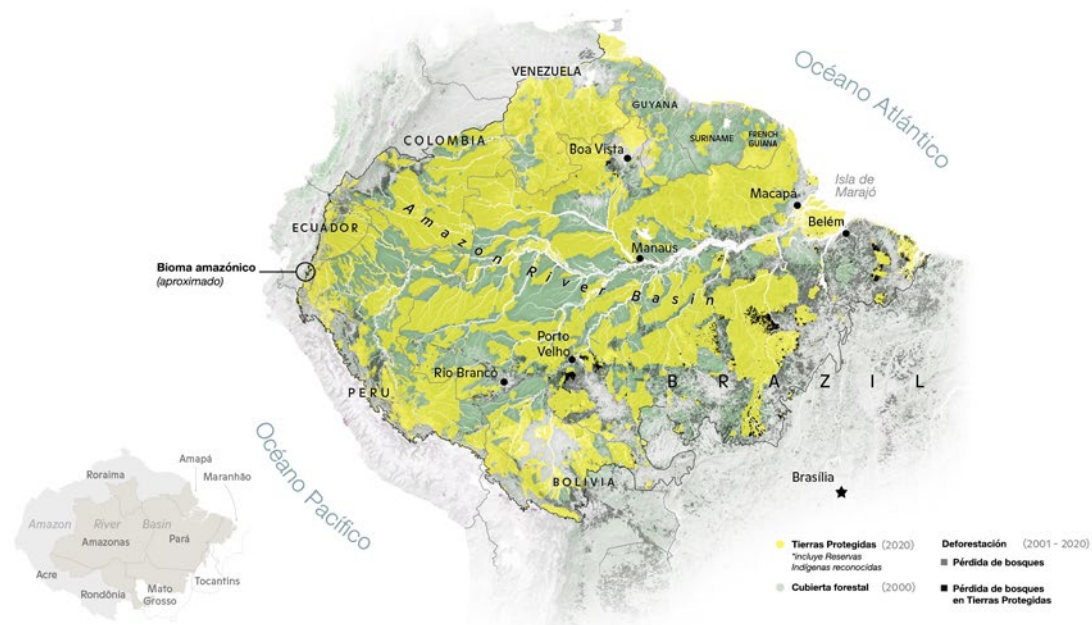 Océano Atlántico
VENEZUELA
GUYANA
COLOMBIA
SURINAME
FRENCH
GUIANA
Boa Vista
Isla de
Marajó
Macapá
Belém
ECUADOR
Amazon River Basin
Manaus
Bioma amazónico
(aproximado)
Porto
Velho
Rio Branco
BRAZIL
PERU
Océano Pacífico
BOLIVIA
Brasília
Amapá
Roraima
Maranhão
Amazon River Basin
Amazonas
Pará
Acre
Tocantins
Rondônia
Mato
Grosso
Tierras Protegidas (2020)
*incluye Reservas
Indígenas reconocidas
Cubierta forestal (2000)
Deforestación (2001 - 2020)
Pérdida de bosques
Pérdida de bosques
en Tierras Protegidas